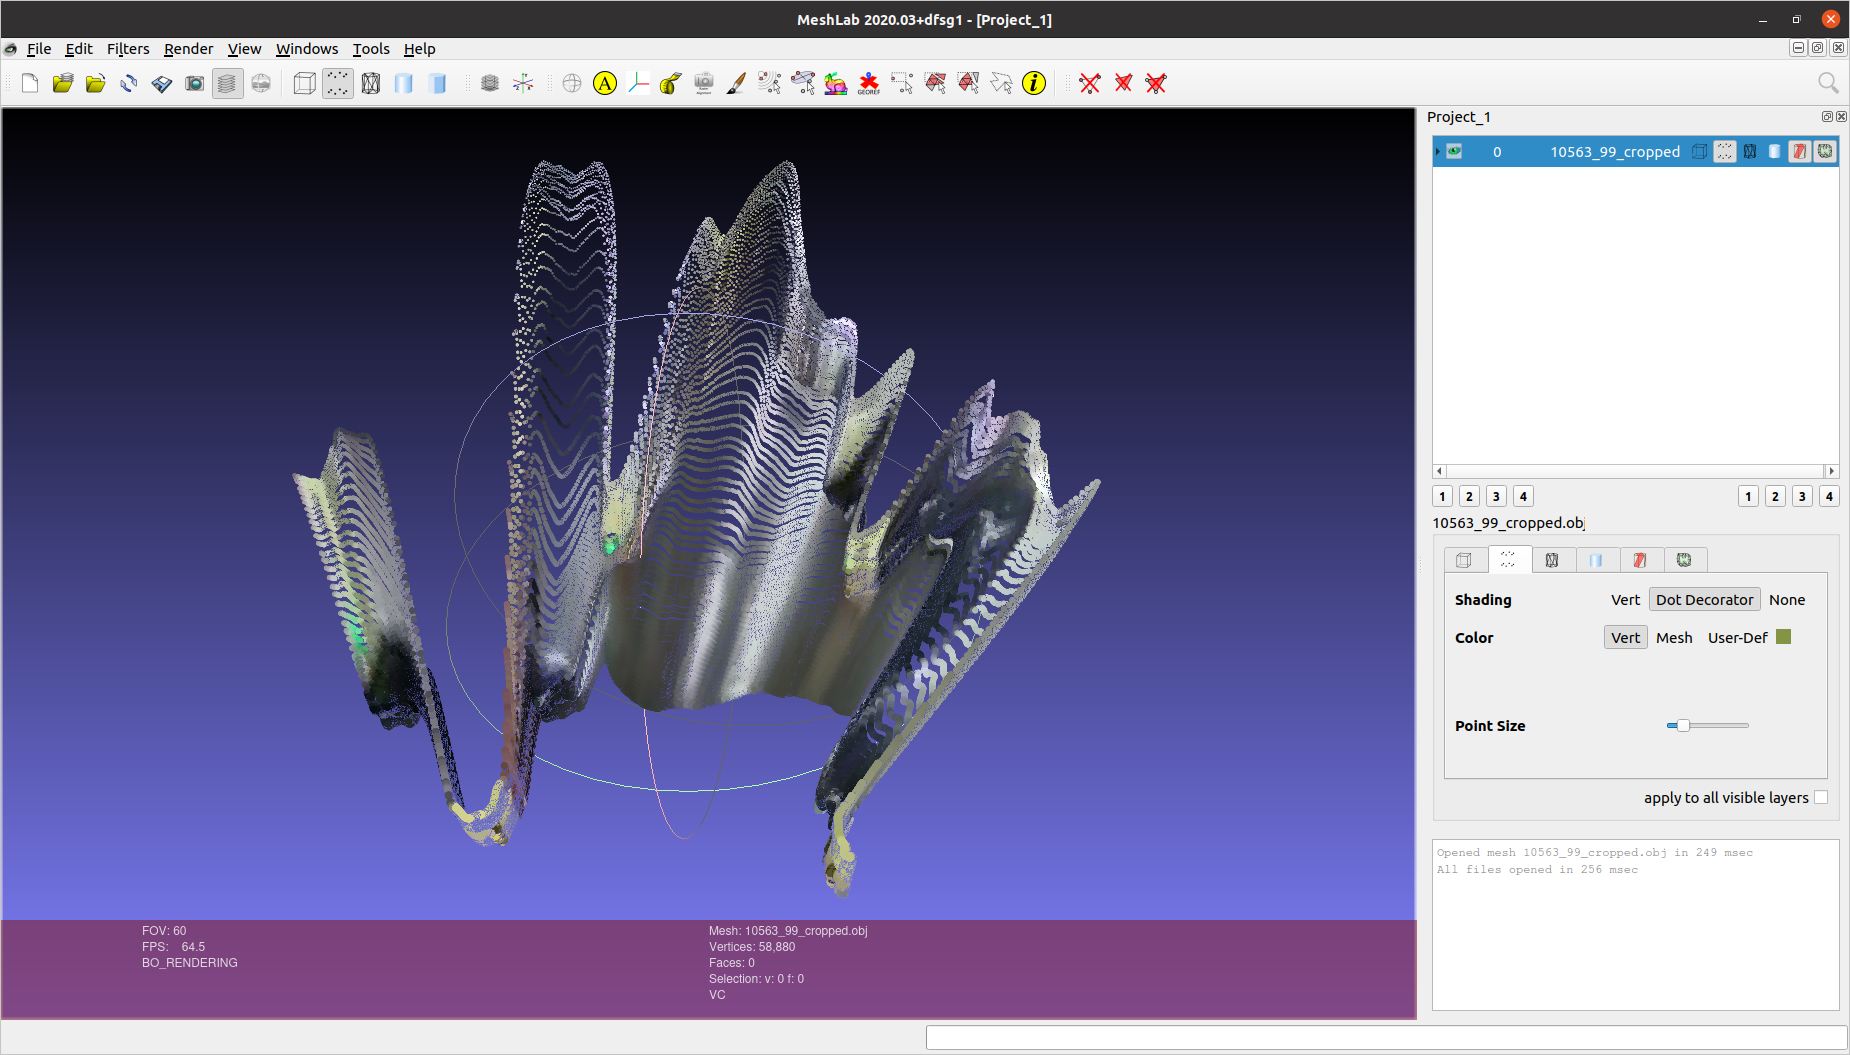 MeshLab 2020.03+dfsg1 - [Project_1]
File Edit Filters Render View Windows Tools Help
A
GEOREF
i
Project_1
0 10563_99_cropped
1 2 3 4 1 2 3 4
10563_99_cropped.obj
Shading Vert Dot Decorator None
Color Vert Mesh User-Def
Point Size
apply to all visible layers
Opened mesh 10563_99_cropped.obj in 249 msec
All files opened in 256 msec
FOV: 60
FPS: 64.5
BO_RENDERING
Mesh: 10563_99_cropped.obj
Vertices: 58,880
Faces: 0
Selection: v: 0 f: 0
VC